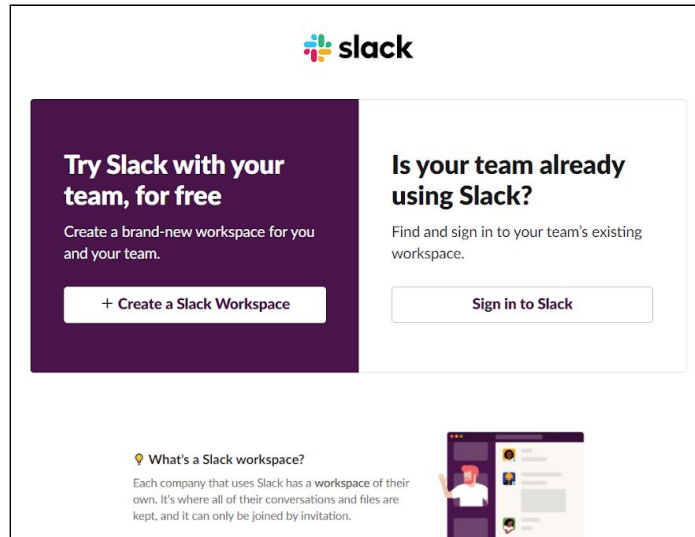 slack
Try Slack with your
team, for free
Create a brand-new workspace for you
and your team.
+ Create a Slack Workspace
Is your team already
using Slack?
Find and sign in to your team's existing
workspace.
Sign in to Slack
What's a Slack workspace?
Each company that uses Slack has a workspace of their
own. It's where all of their conversations and files are
kept, and it can only be joined by invitation.